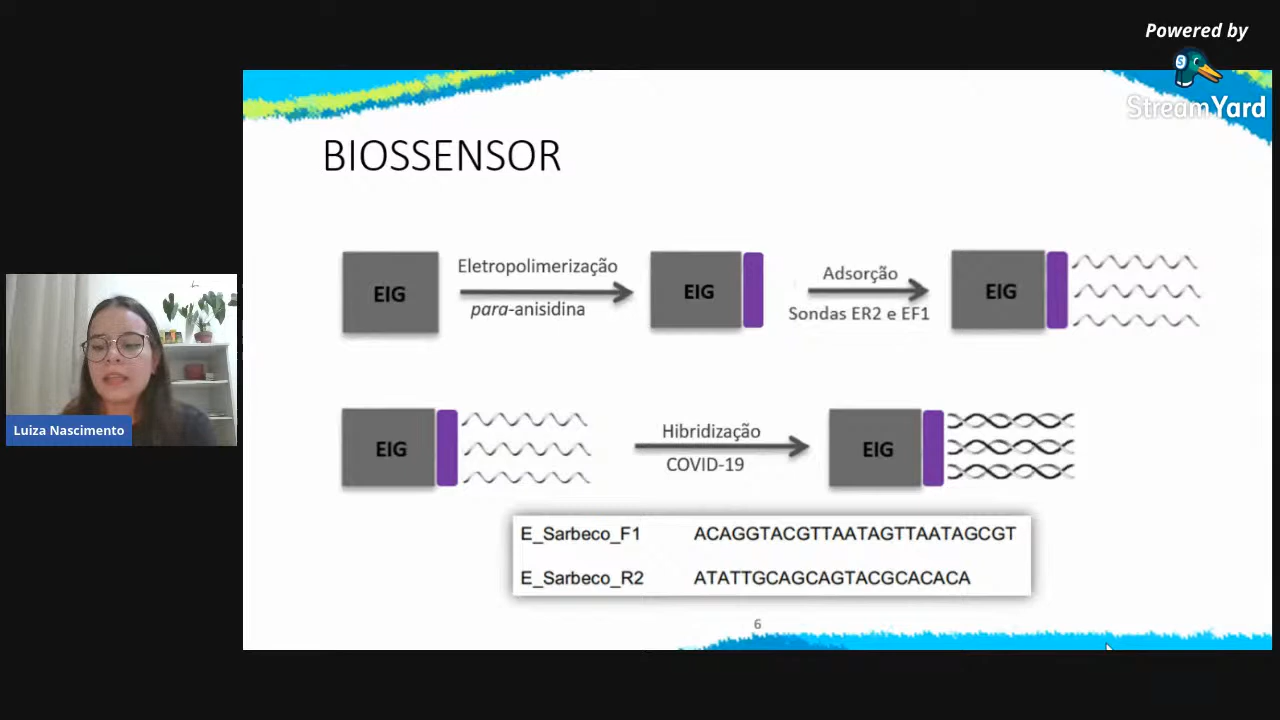 Powered by
StreamYard
BIOSSENSOR
EIG
Eletropolimerização
para-anisidina
EIG
Adsorção
Sondas ER2 e EF1
EIG
EIG
Hibridização
COVID-19
EIG
E_Sarbeco_F1 ACAGGTACGTTAATAGTTAATAGCGT
E_Sarbeco_R2 ATATTGCAGCAGTACGCACACA
6
Luiza Nascimento